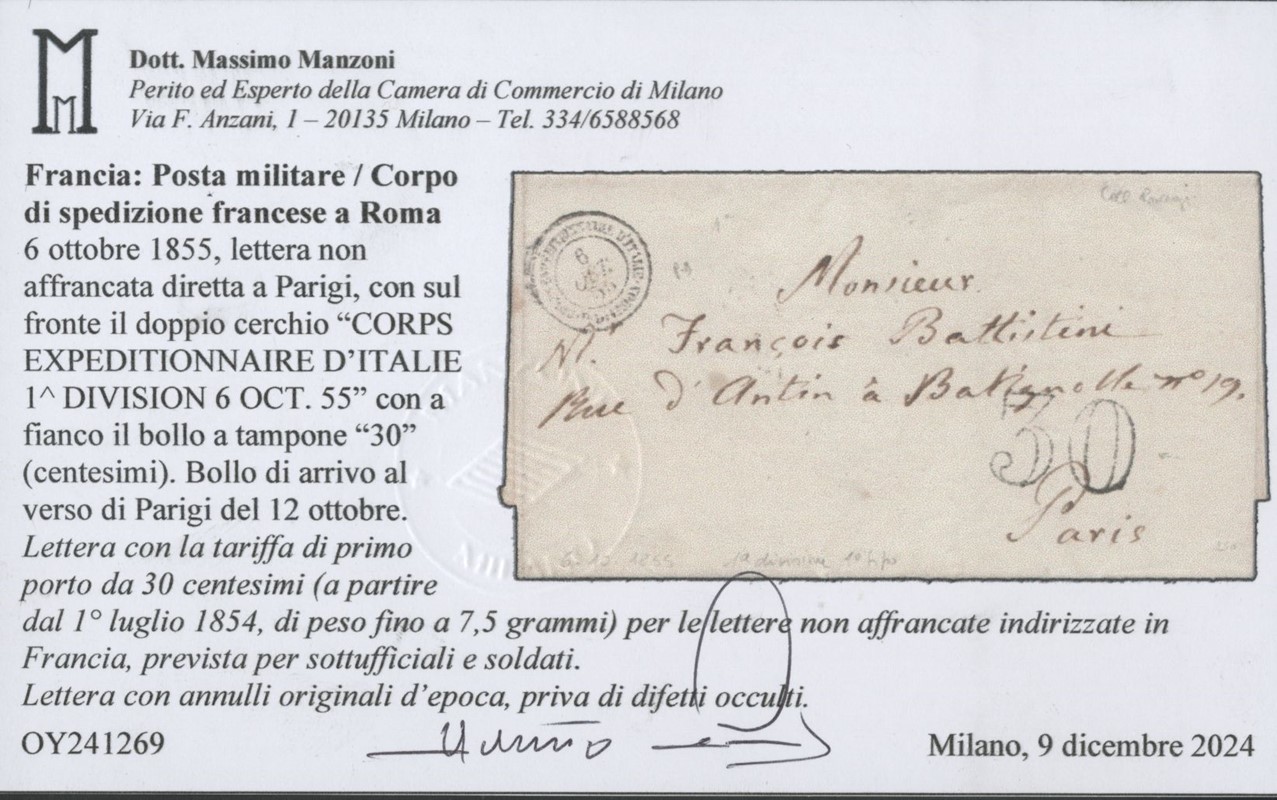 Dott. Massimo Manzoni
Perito ed Esperto della Camera di Commercio di Milano
Via F. Anzani, 1 – 20135 Milano – Tel. 334/6588568
Francia: Posta militare / Corpo
di spedizione francese a Roma
6 ottobre 1855, lettera non
affrancata diretta a Parigi, con sul
fronte il doppio cerchio “CORPS
EXPEDITIONNAIRE D’ITALIE
1^ DIVISION 6 OCT. 55” con a
fianco il bollo a tampone “30”
(centesimi). Bollo di arrivo al
verso di Parigi del 12 ottobre.
Lettera con la tariffa di primo
porto da 30 centesimi (a partire
dal 1° luglio 1854, di peso fino a 7,5 grammi) per le lettere non affrancate indirizzate in
Francia, prevista per sottufficiali e soldati.
Lettera con annulli originali d’epoca, priva di difetti occulti.
OY241269
Milano, 9 dicembre 2024
Monsieur
François Battistini
Rue d'Antin à Batignolle nº 19.
30
Paris
6
55
1855